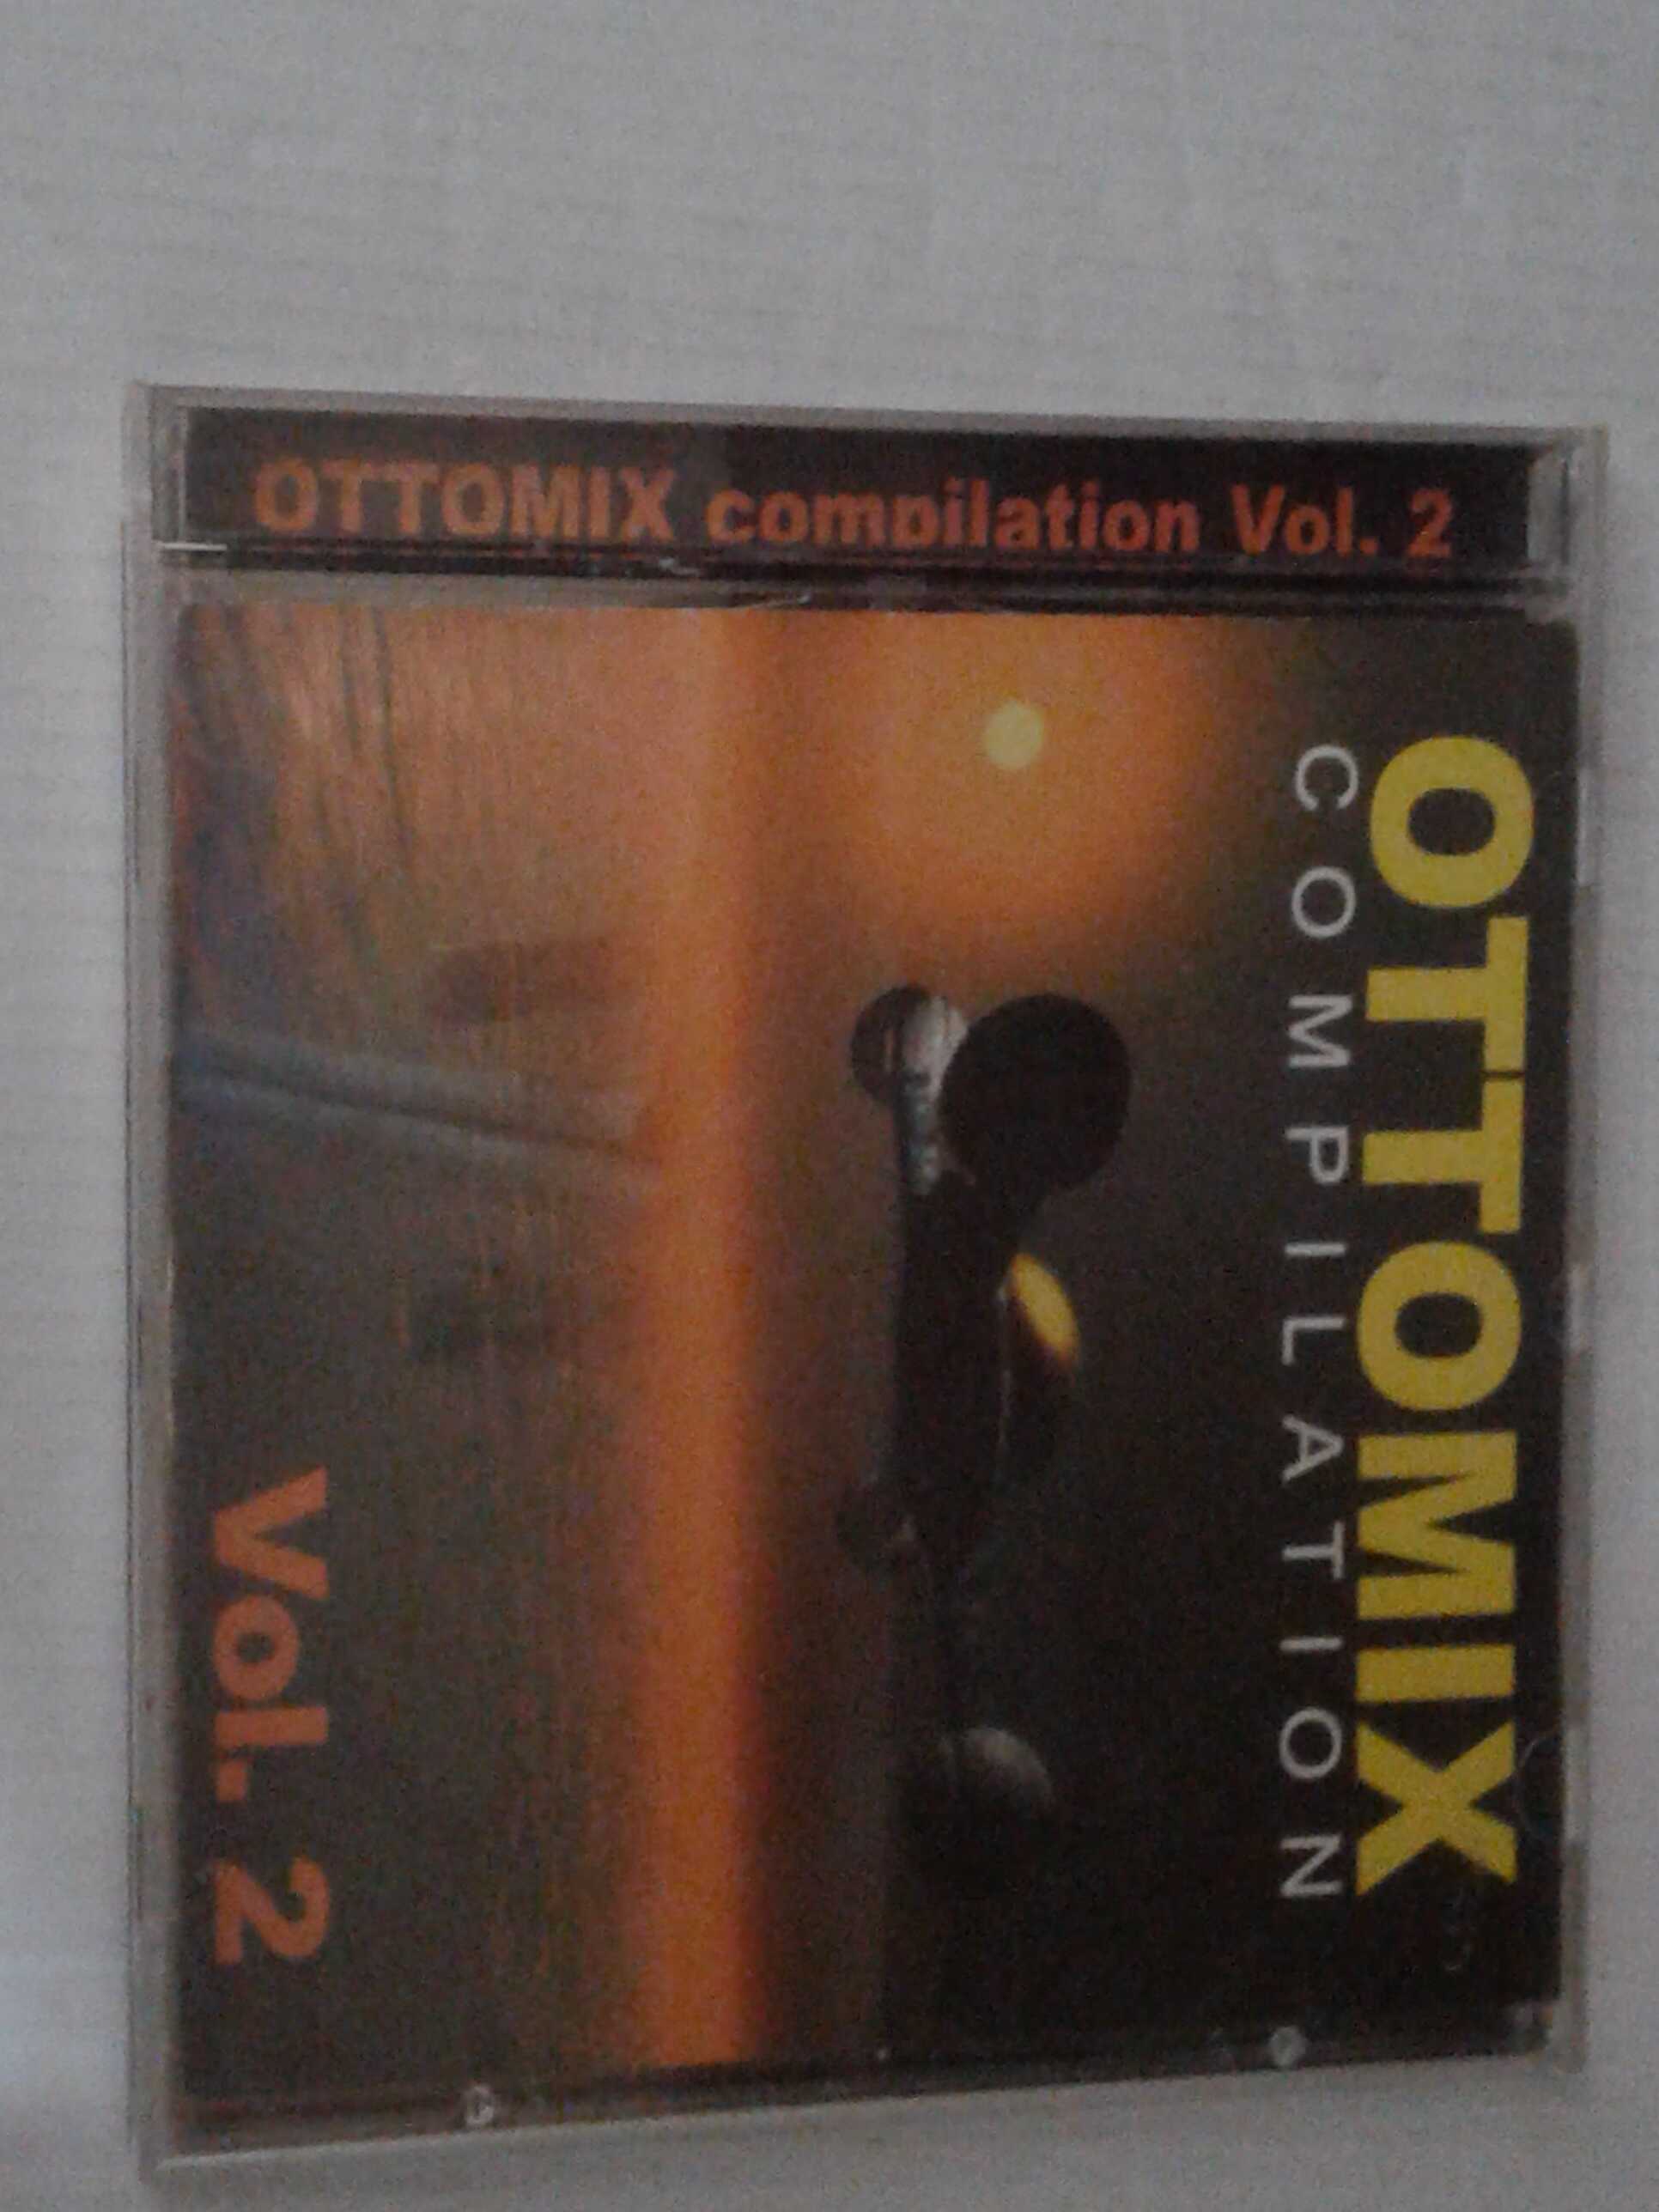 OTTOMIX compilation Vol. 2
OTTOMIX
COMPILATION
Vol. 2